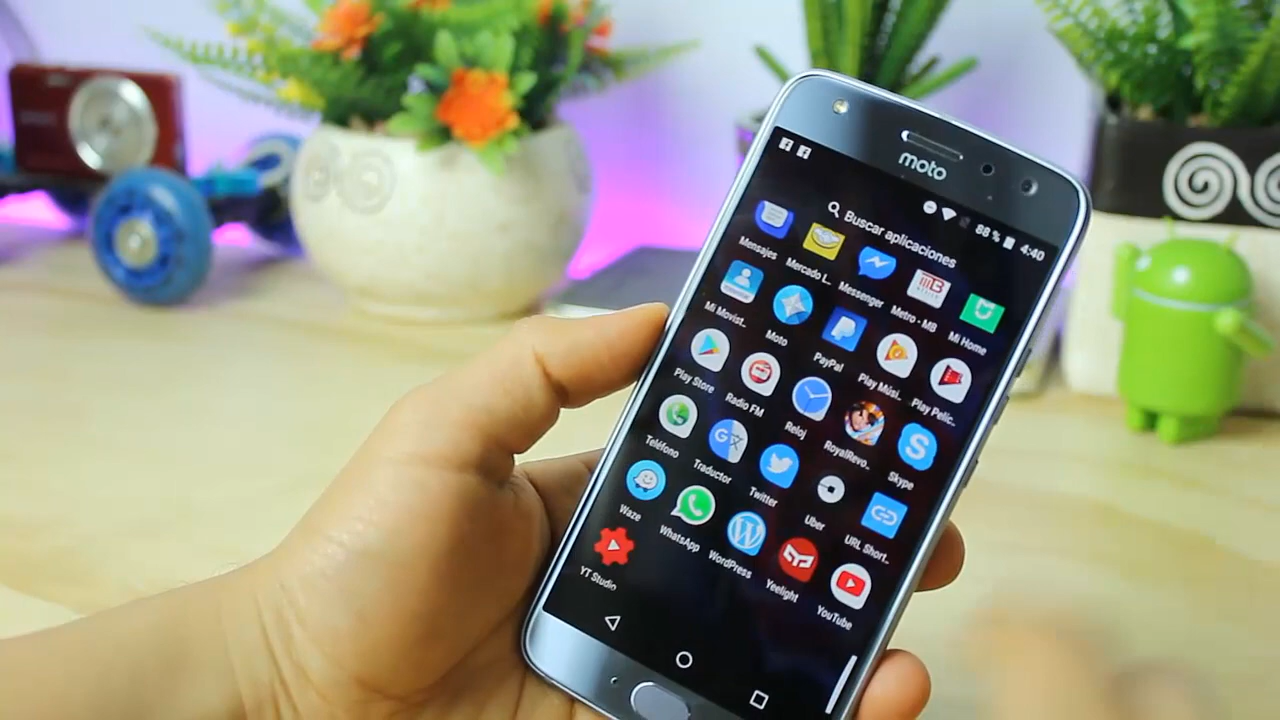 moto
88 % 4:40
Buscar aplicaciones
Mensajes Mercado L... Messenger Metro - MB Mi Home
Mi Movist... Moto PayPal Play Músi... Play Pelíc...
Play Store Radio FM Reloj RoyalRevo... Skype
Teléfono Traductor Twitter Uber URL Short...
Waze WhatsApp WordPress Yeelight YouTube
YT Studio